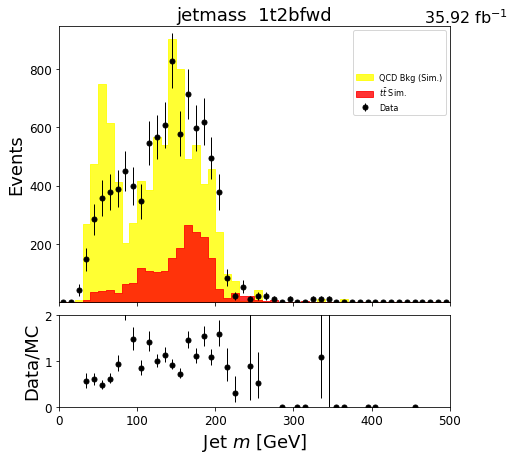 jetmass 1t2bfwd
35.92 fb⁻¹
QCD Bkg (Sim.)
tt̄ Sim.
Data
Events
800
600
400
200
Data/MC
2
1
0
0 100 200 300 400 500
Jet m [GeV]